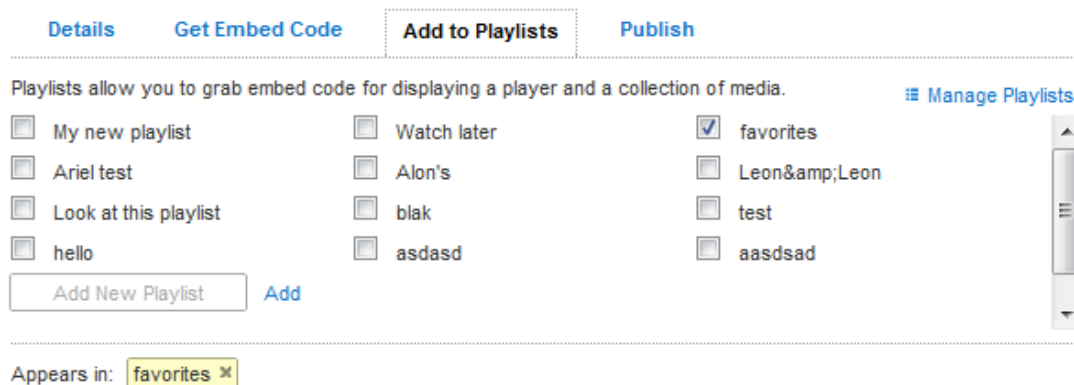 Details Get Embed Code Add to Playlists Publish
Playlists allow you to grab embed code for displaying a player and a collection of media. Manage Playlists
My new playlist Watch later favorites
Ariel test Alon's Leon&amp;Leon
Look at this playlist blak test
hello asdasd aasdsad
Add New Playlist Add
Appears in: favorites ×